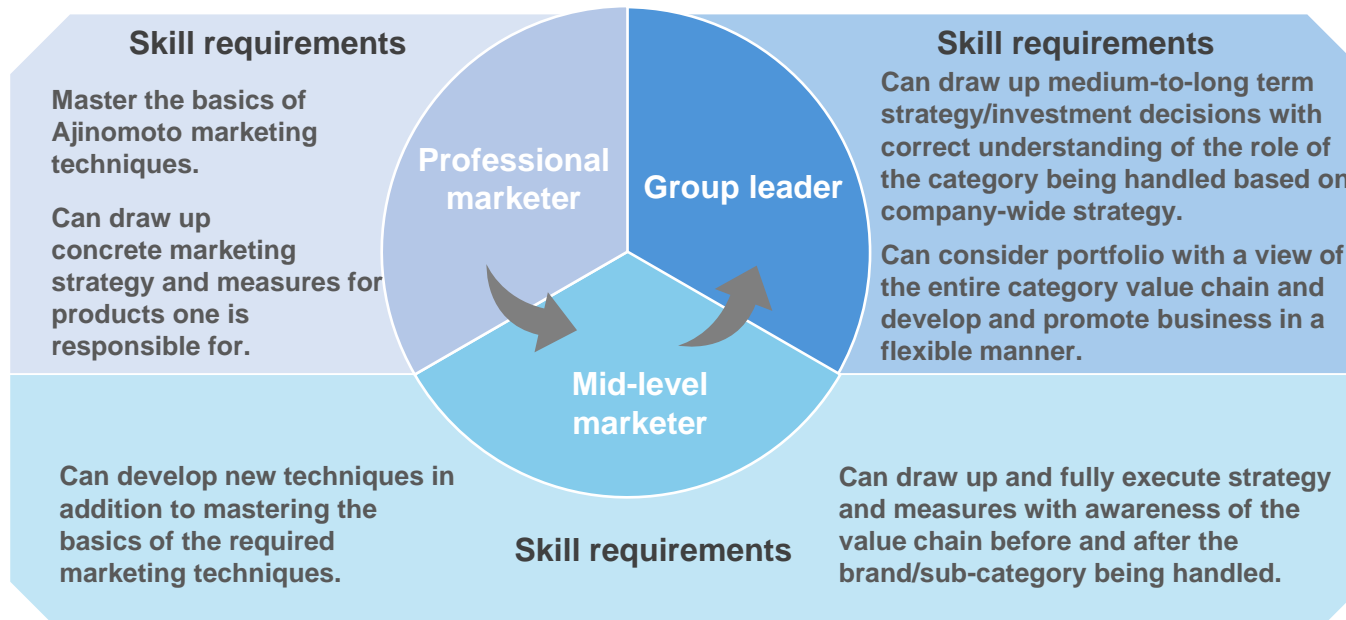 Skill requirements
Master the basics of
Ajinomoto marketing
techniques.
Can draw up
concrete marketing
strategy and measures for
products one is
responsible for.
Professional
marketer
Group leader
Skill requirements
Can draw up medium-to-long term
strategy/investment decisions with
correct understanding of the role of
the category being handled based on
company-wide strategy.
Can consider portfolio with a view of
the entire category value chain and
develop and promote business in a
flexible manner.
Mid-level
marketer
Can develop new techniques in
addition to mastering the
basics of the required
marketing techniques.
Skill requirements
Can draw up and fully execute strategy
and measures with awareness of the
value chain before and after the
brand/sub-category being handled.